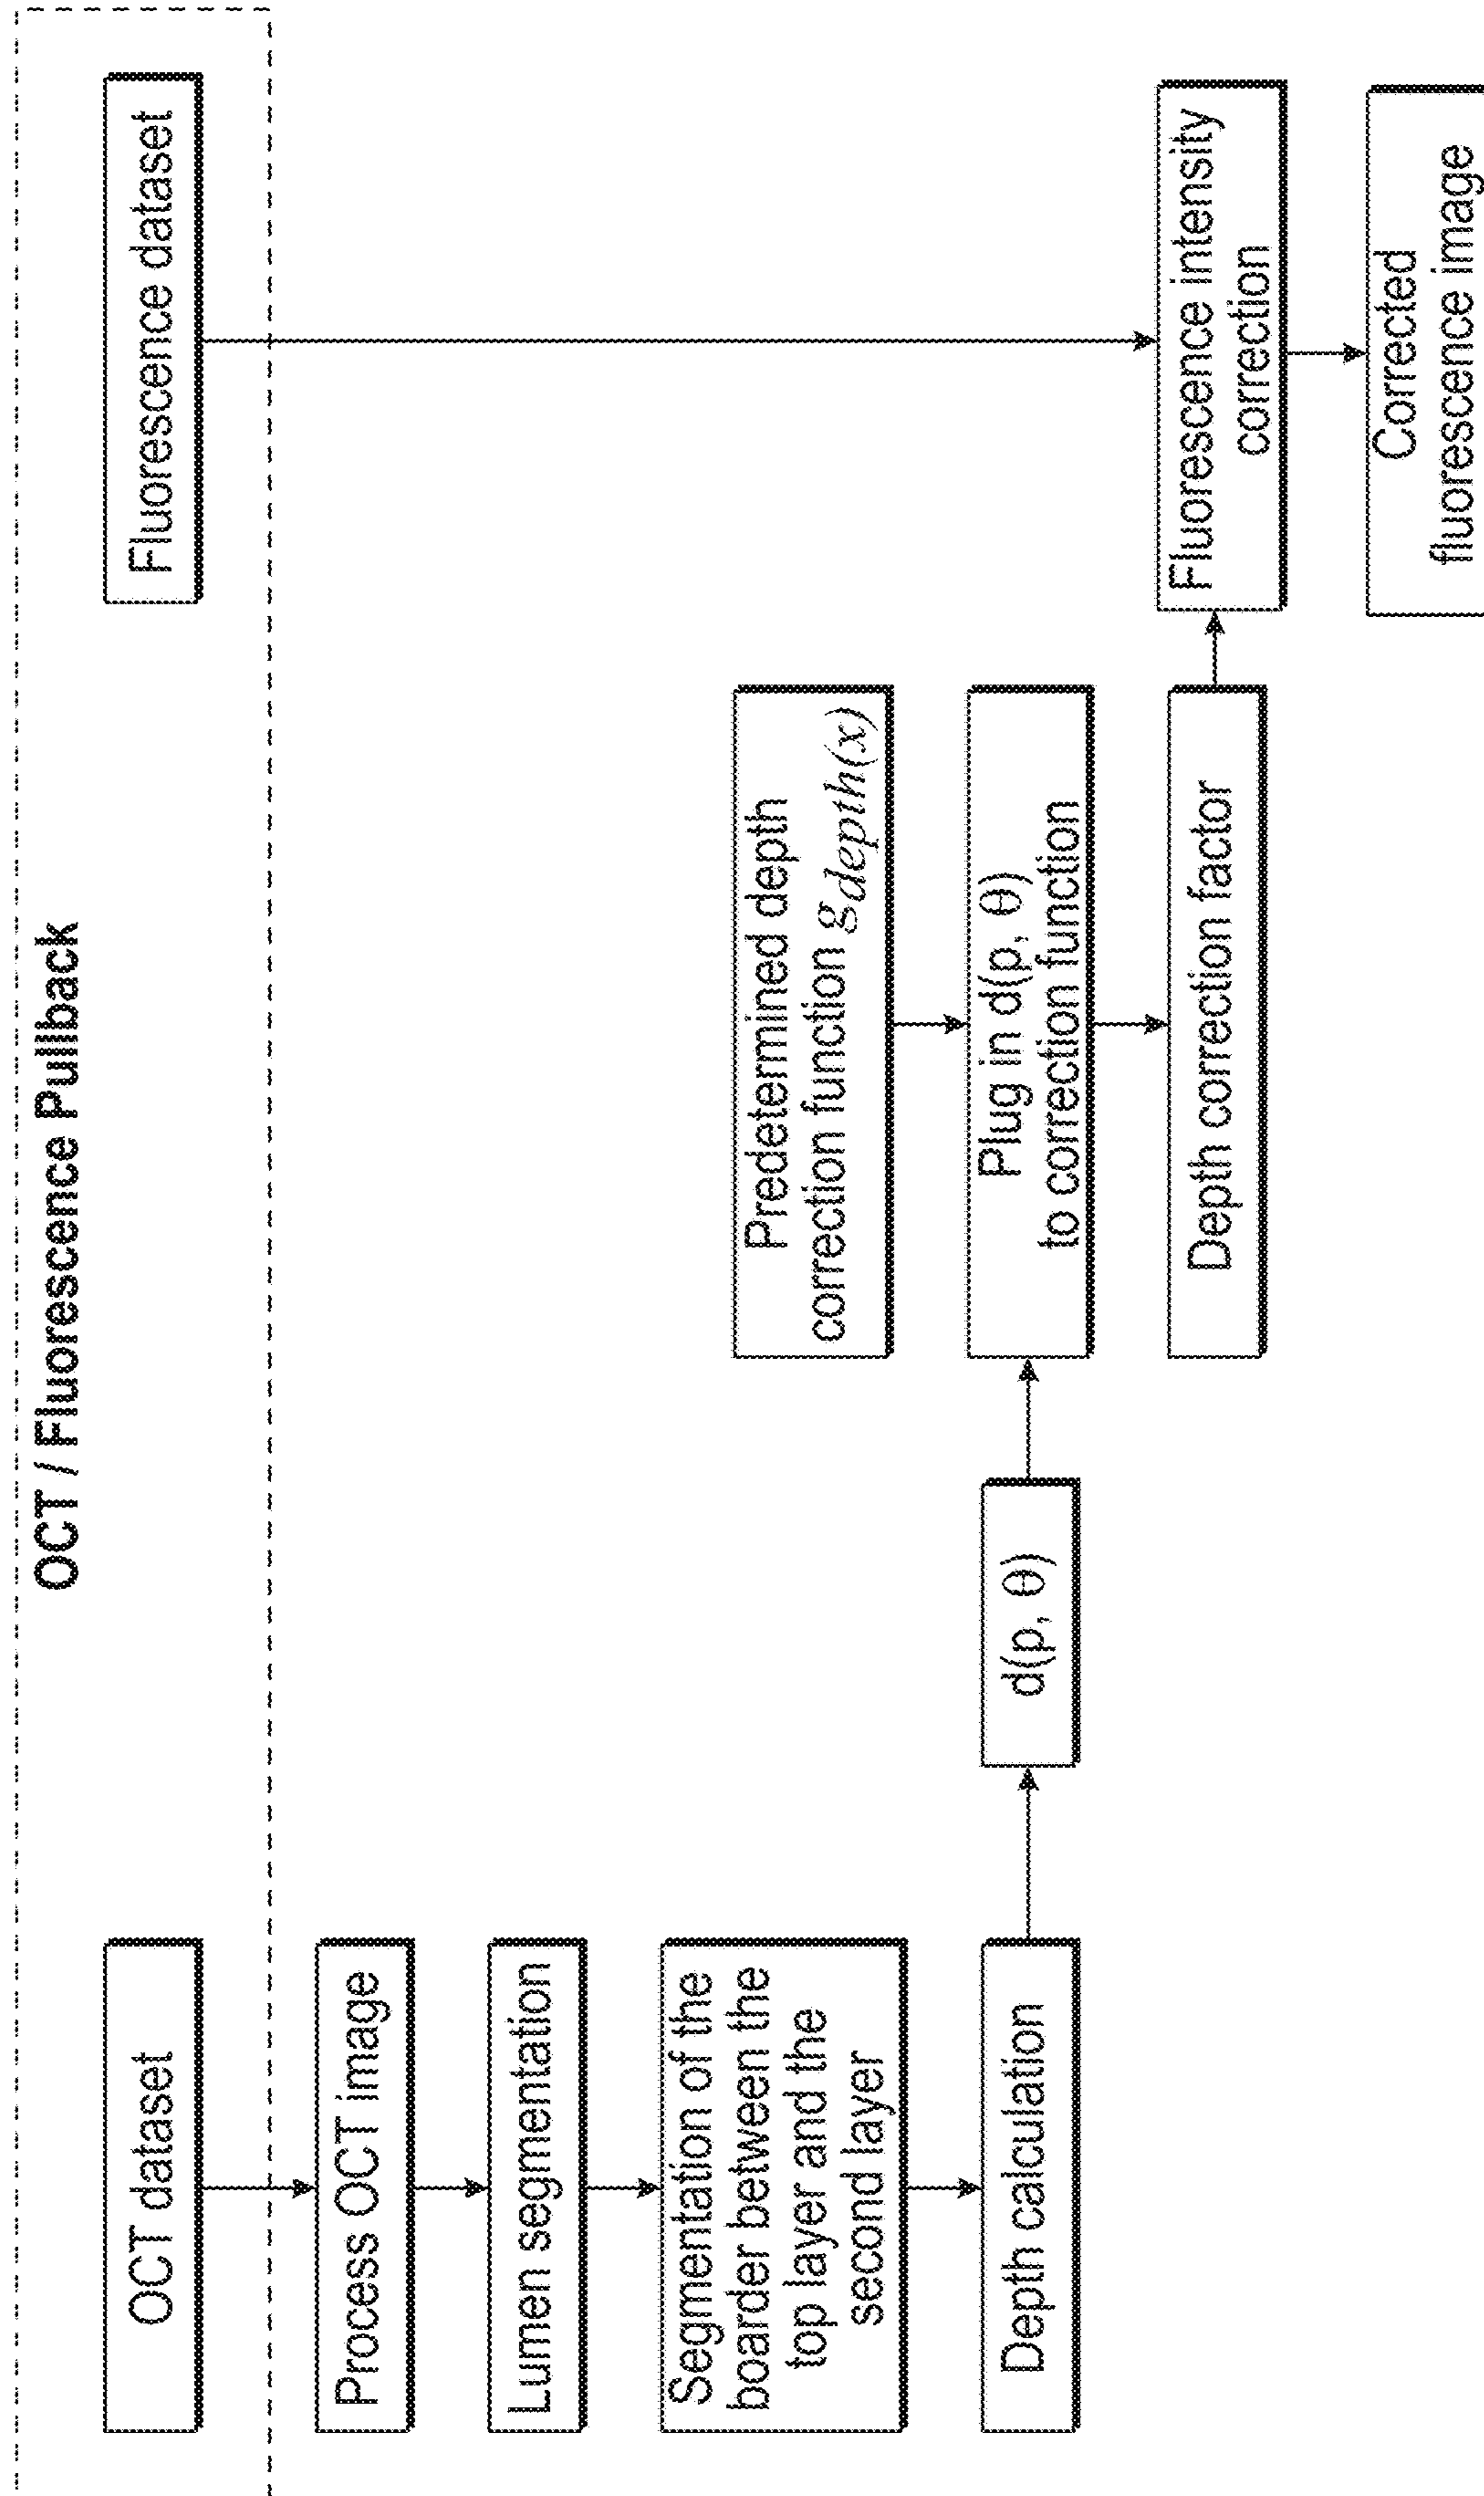 OCT / Fluorescence Pullback
OCT dataset
Fluorescence dataset
Process OCT image
Lumen segmentation
Segmentation of the
boarder between the
top layer and the
second layer
Depth calculation
d(p, θ)
Predetermined depth
correction function g_depth(x)
Plug in d(p, θ)
to correction function
Depth correction factor
Fluorescence intensity
correction
Corrected
fluorescence image